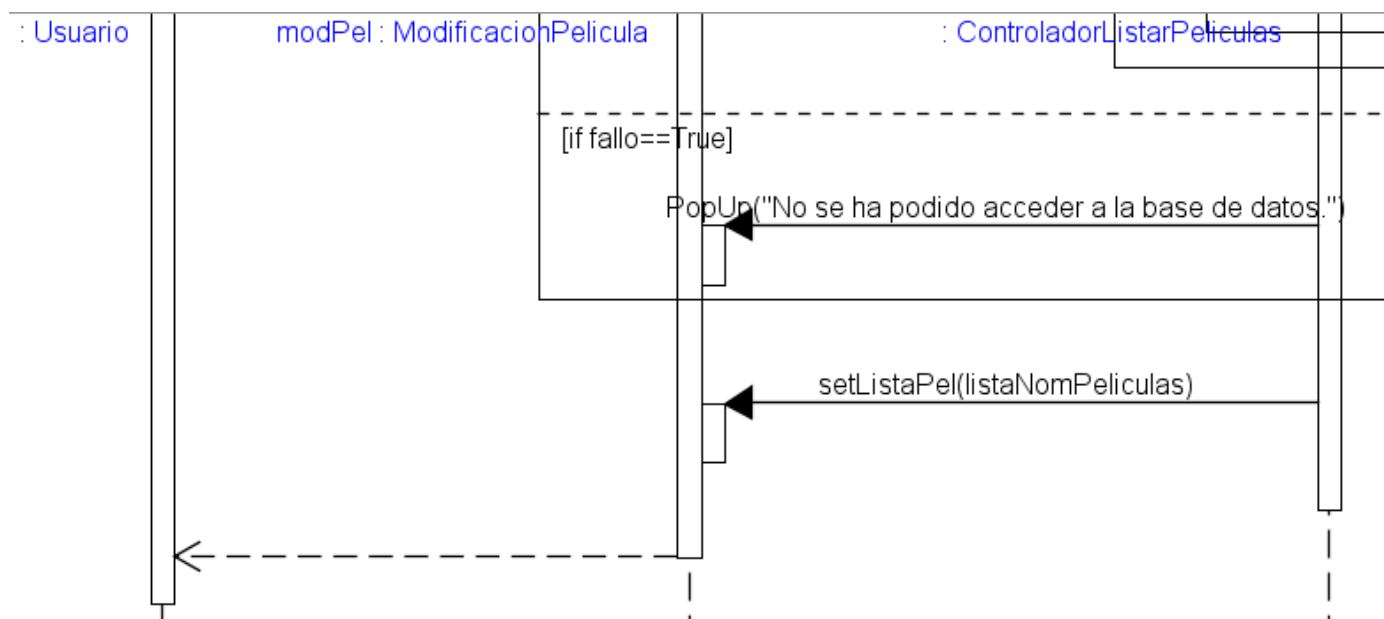 : Usuario
modPel : ModificacionPelicula
: ControladorListarPeliculas
[if fallo==True]
PopUp("No se ha podido acceder a la base de datos.")
setListaPel(listaNomPeliculas)